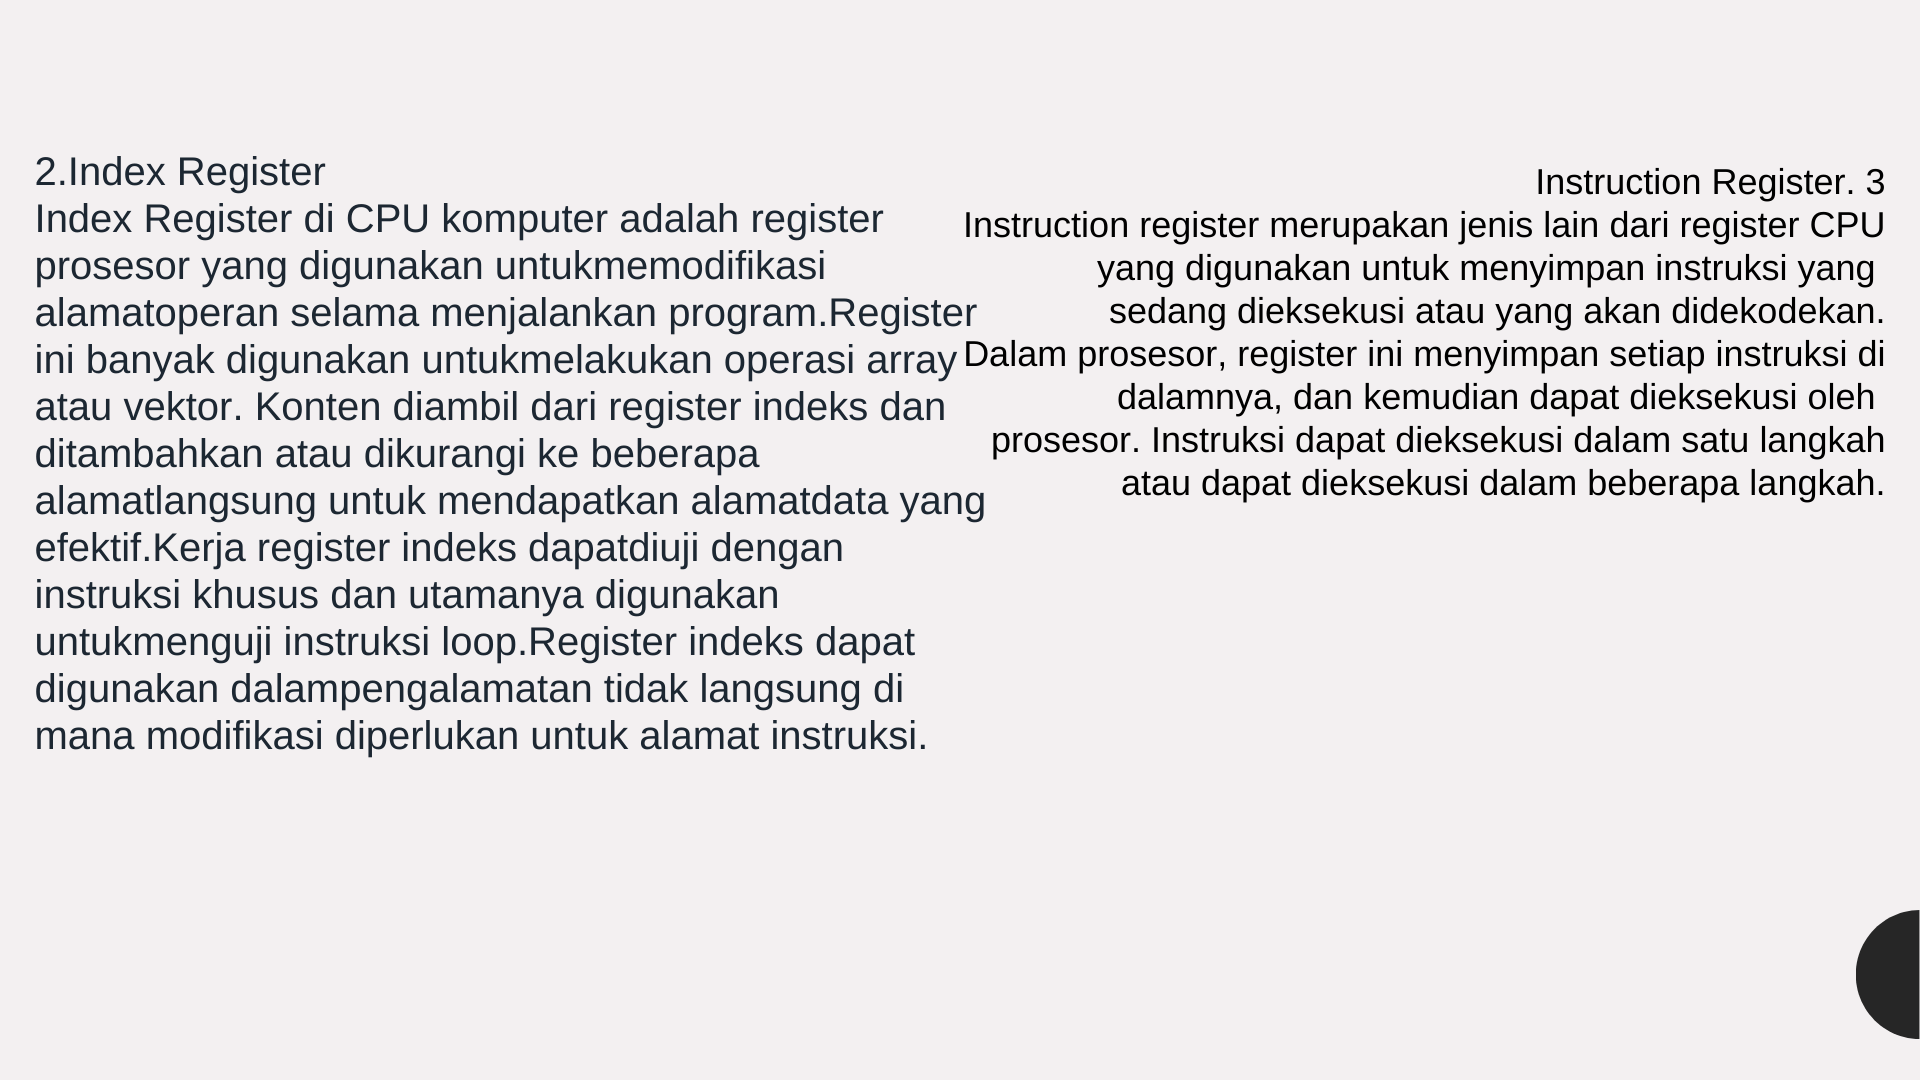 2.Index Register
Index Register di CPU komputer adalah register
prosesor yang digunakan untukmemodifikasi
alamatoperan selama menjalankan program.Register
ini banyak digunakan untukmelakukan operasi array
atau vektor. Konten diambil dari register indeks dan
ditambahkan atau dikurangi ke beberapa
alamatlangsung untuk mendapatkan alamatdata yang
efektif.Kerja register indeks dapatdiuji dengan
instruksi khusus dan utamanya digunakan
untukmenguji instruksi loop.Register indeks dapat
digunakan dalampengalamatan tidak langsung di
mana modifikasi diperlukan untuk alamat instruksi.
Instruction Register. 3
Instruction register merupakan jenis lain dari register CPU
yang digunakan untuk menyimpan instruksi yang
sedang dieksekusi atau yang akan didekodekan.
Dalam prosesor, register ini menyimpan setiap instruksi di
dalamnya, dan kemudian dapat dieksekusi oleh
prosesor. Instruksi dapat dieksekusi dalam satu langkah
atau dapat dieksekusi dalam beberapa langkah.